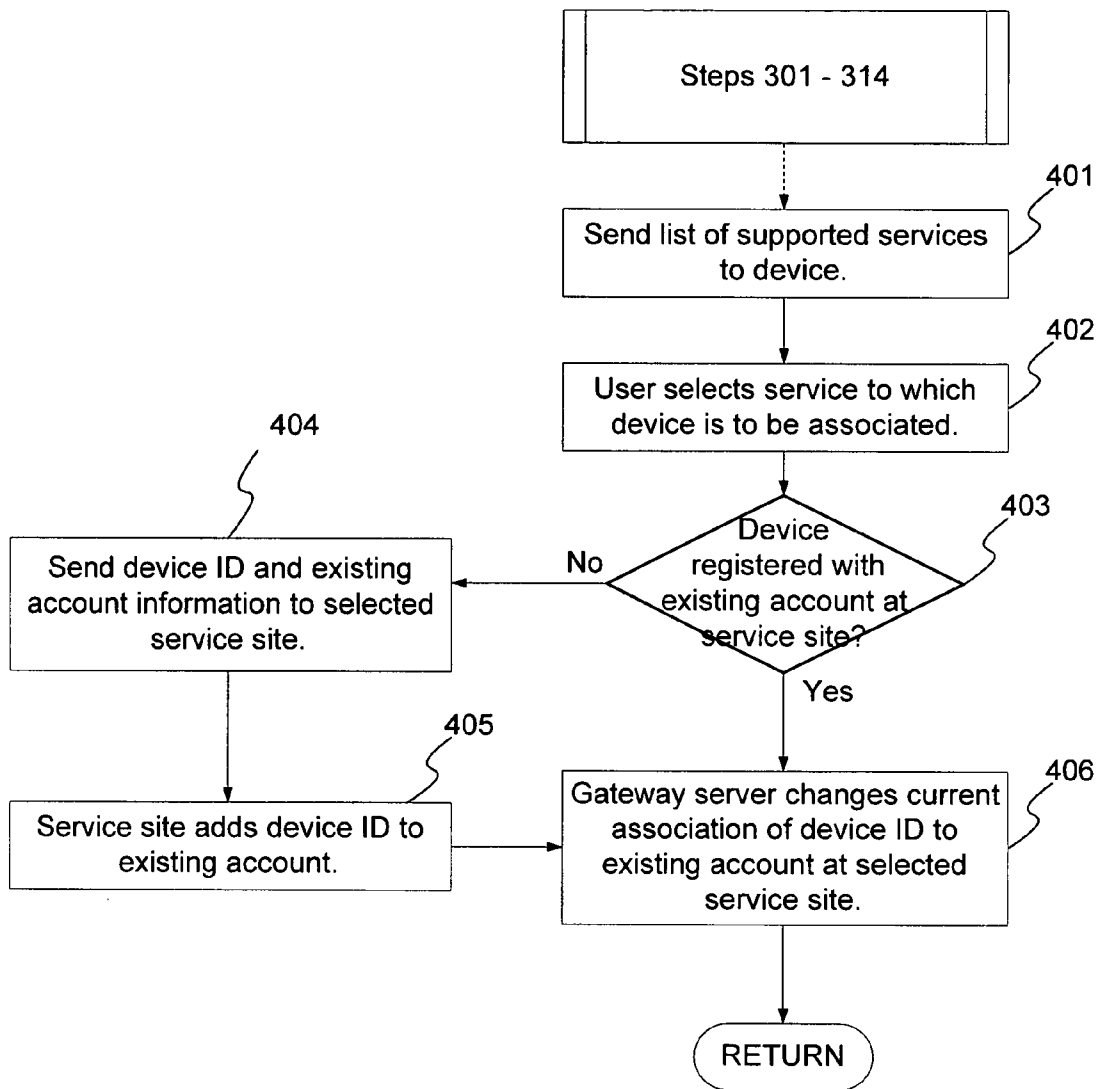 Steps 301 - 314
401
Send list of supported services
to device.
402
User selects service to which
device is to be associated.
403
Device
registered with
existing account at
service site?
No
Yes
404
Send device ID and existing
account information to selected
service site.
405
Service site adds device ID to
existing account.
406
Gateway server changes current
association of device ID to
existing account at selected
service site.
RETURN